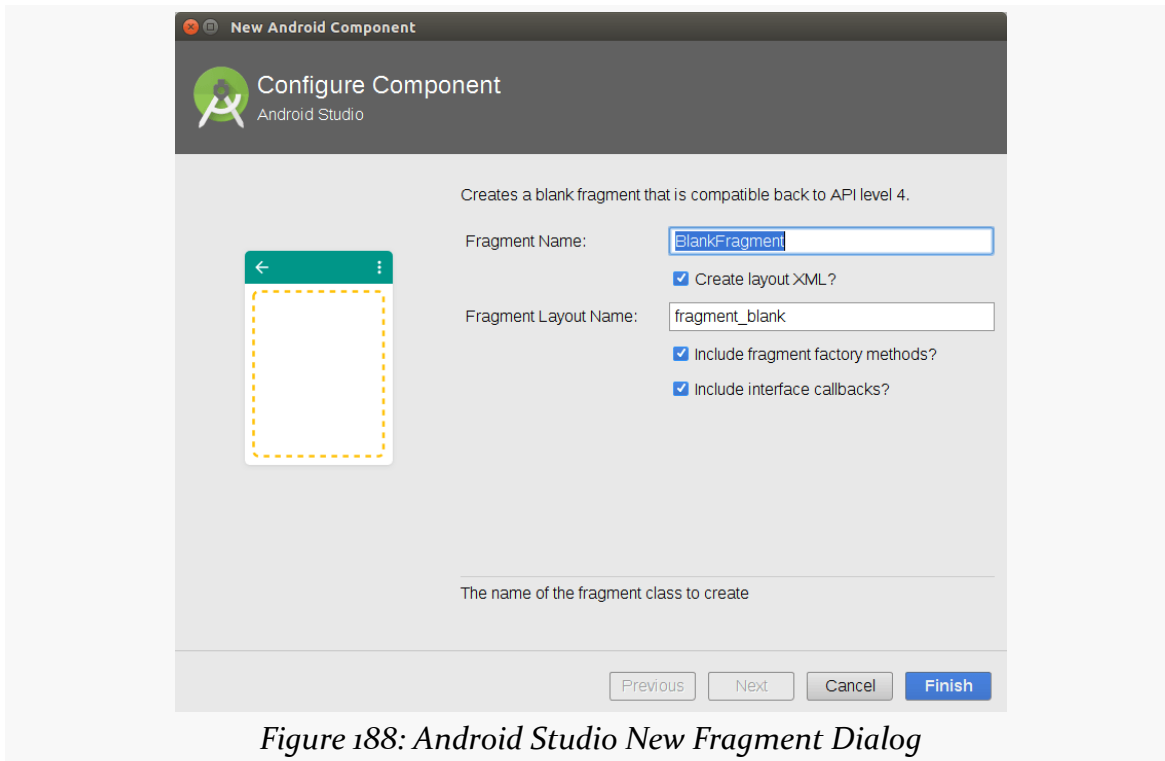 New Android Component
Configure Component
Android Studio
Creates a blank fragment that is compatible back to API level 4.
Fragment Name: BlankFragment
Create layout XML?
Fragment Layout Name: fragment_blank
Include fragment factory methods?
Include interface callbacks?
The name of the fragment class to create
Previous Next Cancel Finish
Figure 188: Android Studio New Fragment Dialog